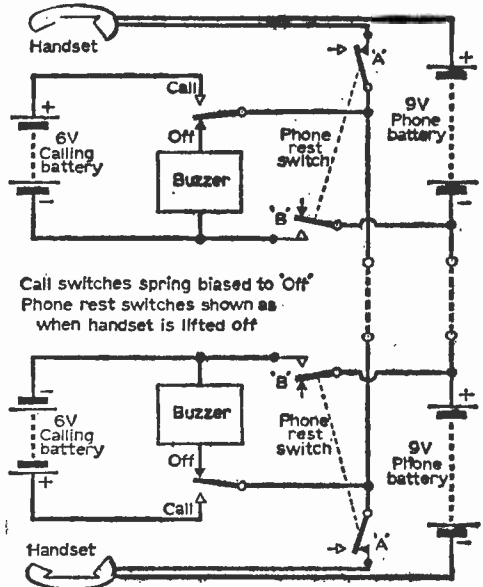 Handset
"A"
+
Call
9V
Phone
battery
+
6V
Calling
battery
-
Off
Phone
rest
switch
Buzzer
"B"
-
Call switches spring biased to "Off"
Phone rest switches shown as
when handset is lifted off
"B"
-
6V
Calling
battery
+
Buzzer
Phone
rest
switch
+
9V
Phone
battery
-
Off
Call
"A"
Handset